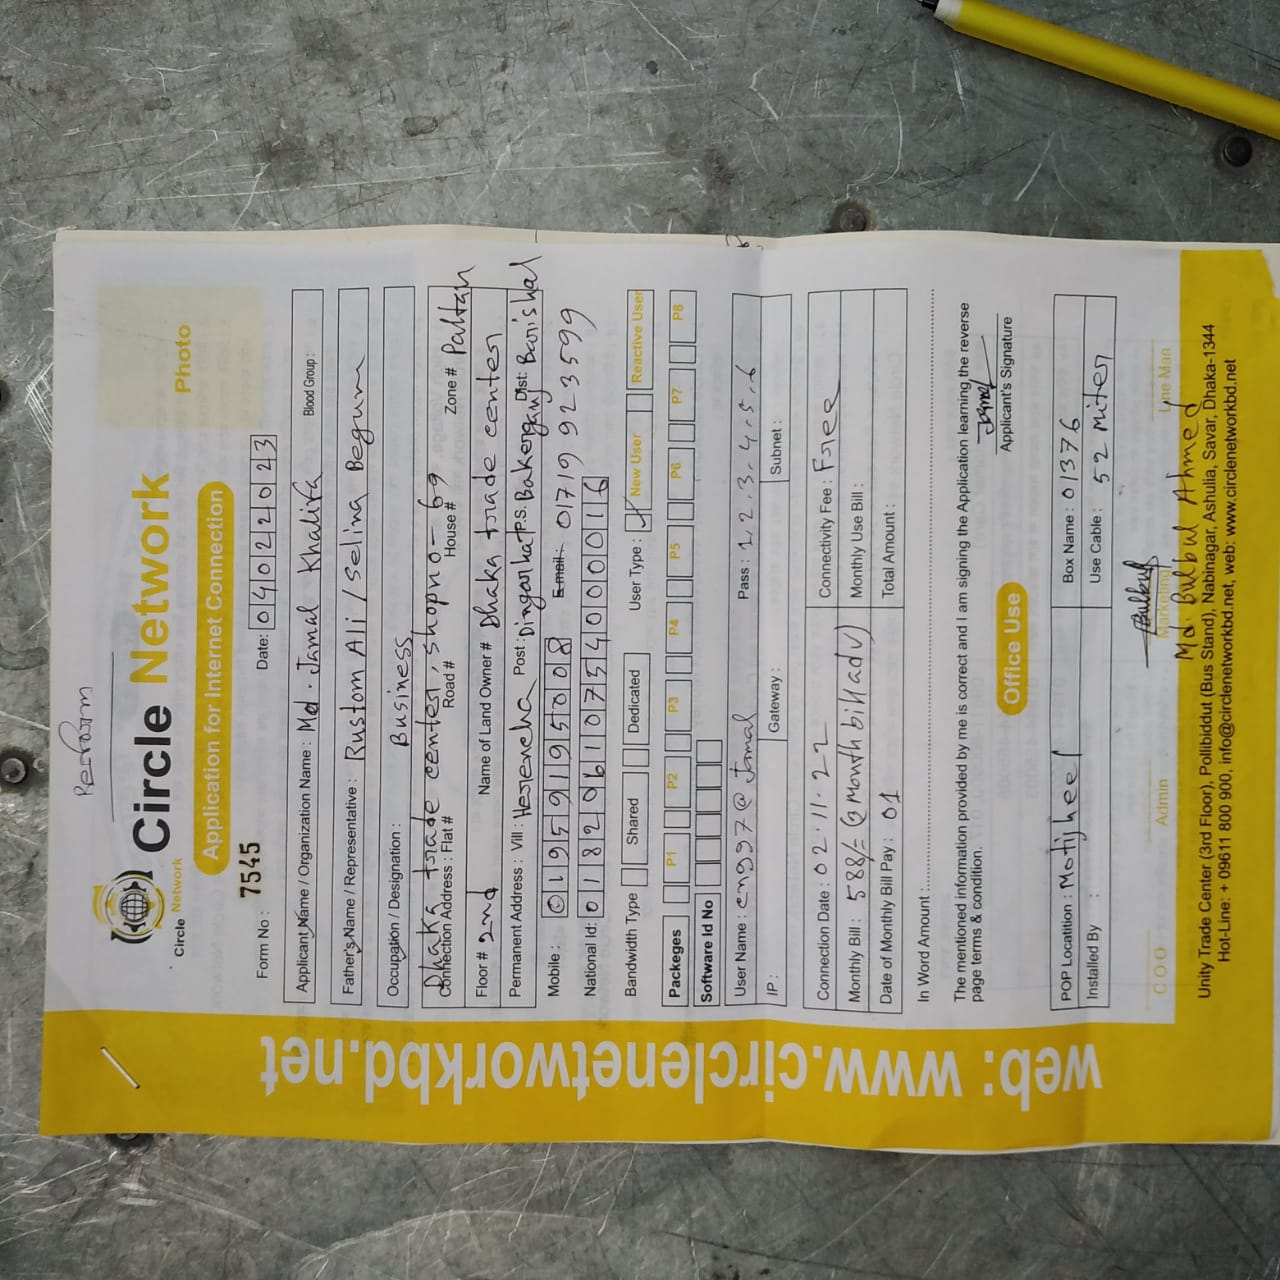 Reform
Circle Network
Circle Network
Application for Internet Connection
Photo
Form No : 7545
Date: 04022023
Applicant Name / Organization Name : Md. Jamal Khalifa Blood Group :
Father's Name / Representative : Rustom Ali / Selina Begum
Occupation / Designation : Business
Dhaka trade center, shopno-69
Connection Address : Flat # Road # House # Zone # Paltan
Floor # 2nd Name of Land Owner # Dhaka trade center
Permanent Address : Vill : Post : Dingarhat P.S. Bakerganj Dist: Barishal
Mobile : 01959195008 Email: 01719923599
National Id: 01829610754000016
Bandwidth Type Shared Dedicated User Type : New User Reactive User
Packeges P1 P2 P3 P4 P5 P6 P7 P8
Software Id No
User Name : eng997@Jamal Pass : 1.2.3.4.5.6
IP : Gateway : Subnet :
Connection Date : 02.11.22 Connectivity Fee : Free
Monthly Bill : 588/= (3 month bill adv) Monthly Use Bill :
Date of Monthly Bill Pay : 01 Total Amount :
In Word Amount :
The mentioned information provided by me is correct and I am signing the Application learning the reverse
page terms & condition.
Jamal
Applicant's Signature
Office Use
POP Locatition : Motijheel Box Name : 01376
Installed By : Use Cable : 52 Miter
Bulbul
C O O Admin Marketing Line Man
Md. Bulbul Ahmed
Unity Trade Center (3rd Floor), Pollibiddut (Bus Stand), Nabinagar, Ashulia, Savar, Dhaka-1344
Hot-Line: + 09611 800 900, info@circlenetworkbd.net, web: www.circlenetworkbd.net
web: www.circlenetworkbd.net